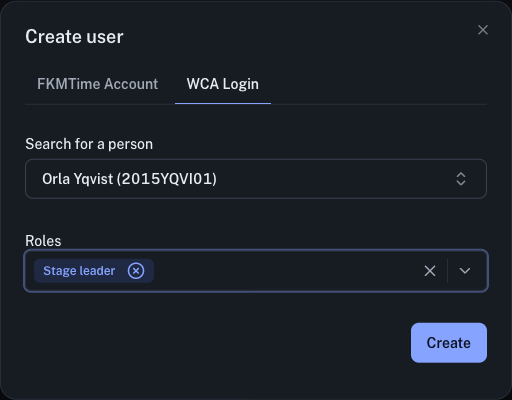 Create user
FKMTime Account
WCA Login
Search for a person
Orla Yqvist (2015YQVI01)
Roles
Stage leader
Create